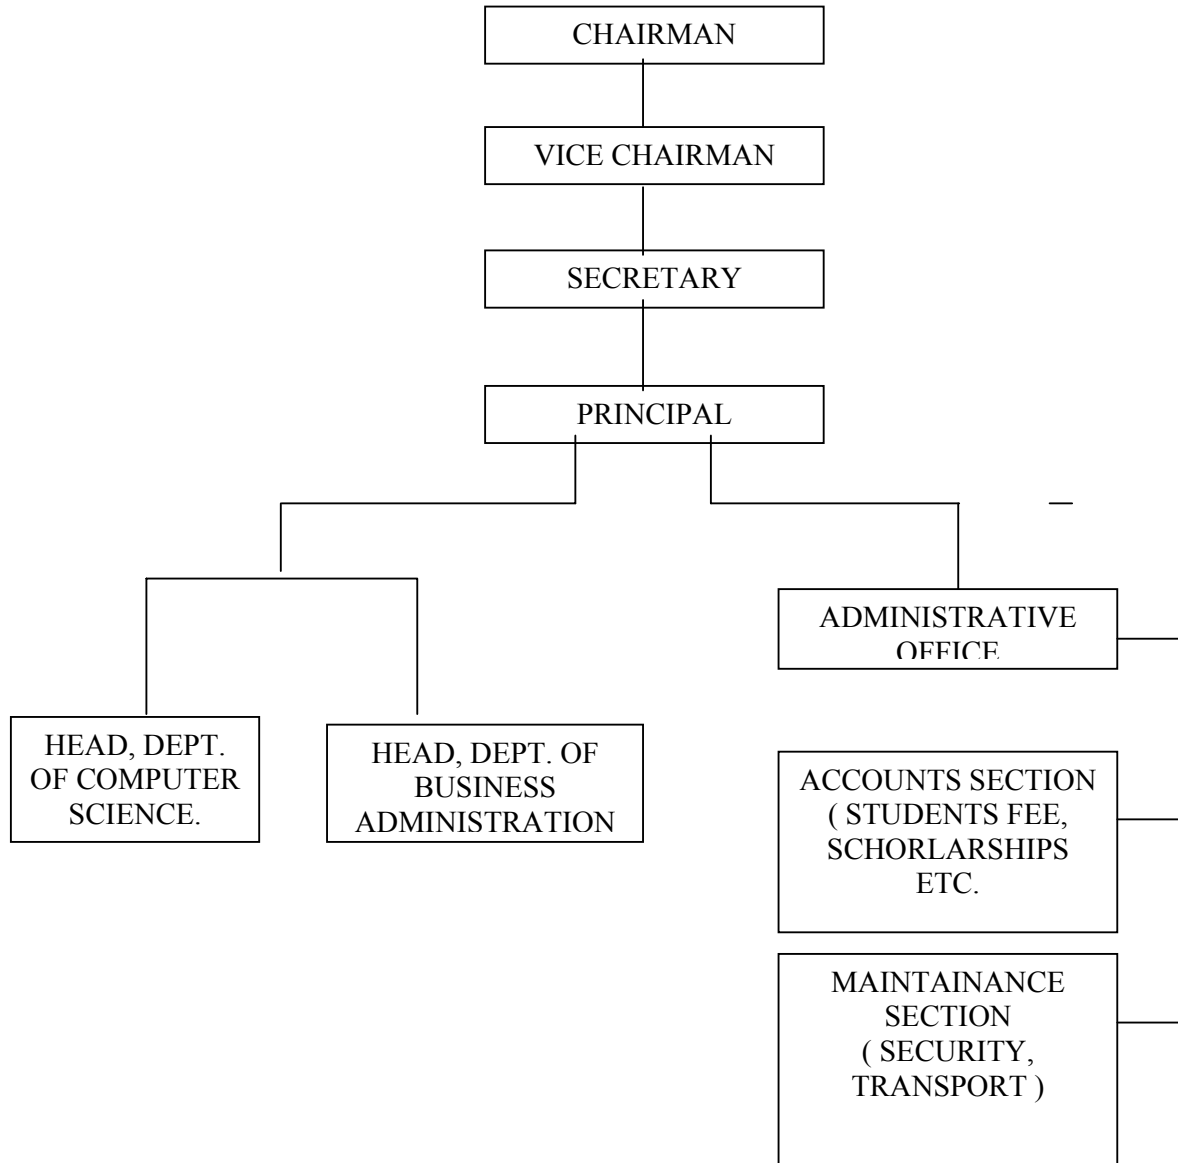 CHAIRMAN
VICE CHAIRMAN
SECRETARY
PRINCIPAL
ADMINISTRATIVE
OFFICE
HEAD, DEPT.
OF COMPUTER
SCIENCE.
HEAD, DEPT. OF
BUSINESS
ADMINISTRATION
ACCOUNTS SECTION
( STUDENTS FEE,
SCHORLARSHIPS
ETC.
MAINTAINANCE
SECTION
( SECURITY,
TRANSPORT )